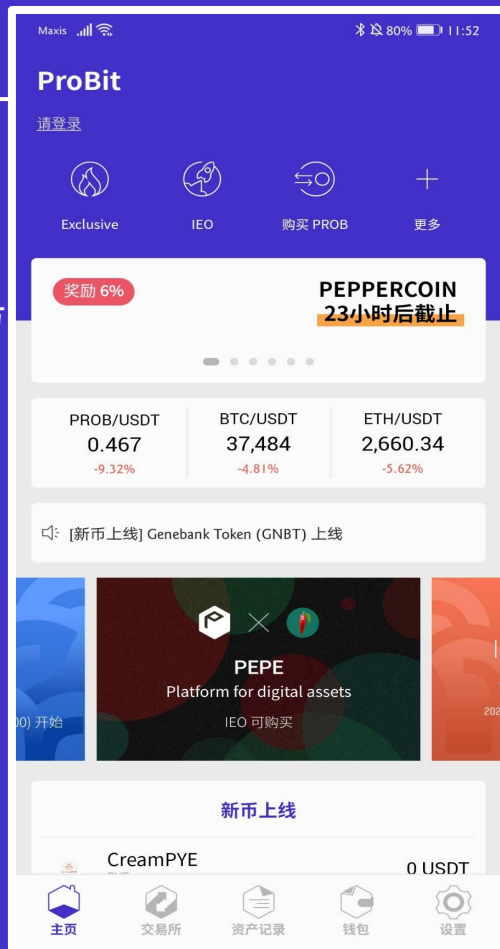 Maxis 80% 11:52
ProBit
请登录
Exclusive IEO 购买 PROB 更多
奖励 6%
PEPPERCOIN
23小时后截止
PROB/USDT BTC/USDT ETH/USDT
0.467 37,484 2,660.34
-9.32% -4.81% -5.62%
[新币上线] Genebank Token (GNBT) 上线
PEPE
Platform for digital assets
00) 开始 IEO 可购买 202
新币上线
CreamPYE 0 USDT
主页 交易所 资产记录 钱包 设置